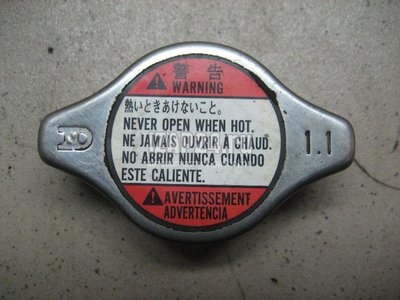 警告
WARNING
熱いときあけないこと。
NEVER OPEN WHEN HOT.
NE JAMAIS OUVRIR À CHAUD.
NO ABRIR NUNCA CUANDO
ESTE CALIENTE.
AVERTISSEMENT
ADVERTENCIA
ND
1.1